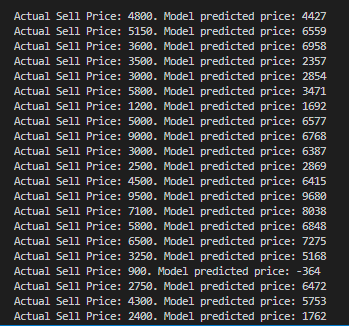 Actual Sell Price: 4800. Model predicted price: 4427
Actual Sell Price: 5150. Model predicted price: 6559
Actual Sell Price: 3600. Model predicted price: 6958
Actual Sell Price: 3500. Model predicted price: 2357
Actual Sell Price: 3000. Model predicted price: 2854
Actual Sell Price: 5800. Model predicted price: 3471
Actual Sell Price: 1200. Model predicted price: 1692
Actual Sell Price: 5000. Model predicted price: 6577
Actual Sell Price: 9000. Model predicted price: 6768
Actual Sell Price: 3000. Model predicted price: 6387
Actual Sell Price: 2500. Model predicted price: 2869
Actual Sell Price: 4500. Model predicted price: 6415
Actual Sell Price: 9500. Model predicted price: 9680
Actual Sell Price: 7100. Model predicted price: 8038
Actual Sell Price: 5800. Model predicted price: 6848
Actual Sell Price: 6500. Model predicted price: 7275
Actual Sell Price: 3250. Model predicted price: 5168
Actual Sell Price: 900. Model predicted price: -364
Actual Sell Price: 2750. Model predicted price: 6472
Actual Sell Price: 4300. Model predicted price: 5753
Actual Sell Price: 2400. Model predicted price: 1762